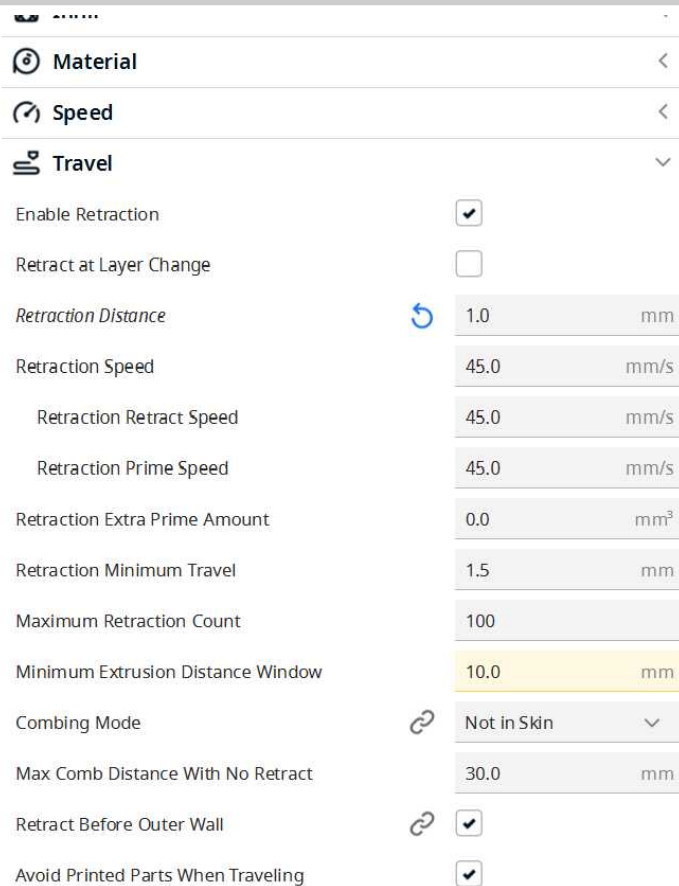 Material
Speed
Travel
Enable Retraction
Retract at Layer Change
Retraction Distance 1.0 mm
Retraction Speed 45.0 mm/s
Retraction Retract Speed 45.0 mm/s
Retraction Prime Speed 45.0 mm/s
Retraction Extra Prime Amount 0.0 mm³
Retraction Minimum Travel 1.5 mm
Maximum Retraction Count 100
Minimum Extrusion Distance Window 10.0 mm
Combing Mode Not in Skin
Max Comb Distance With No Retract 30.0 mm
Retract Before Outer Wall
Avoid Printed Parts When Traveling